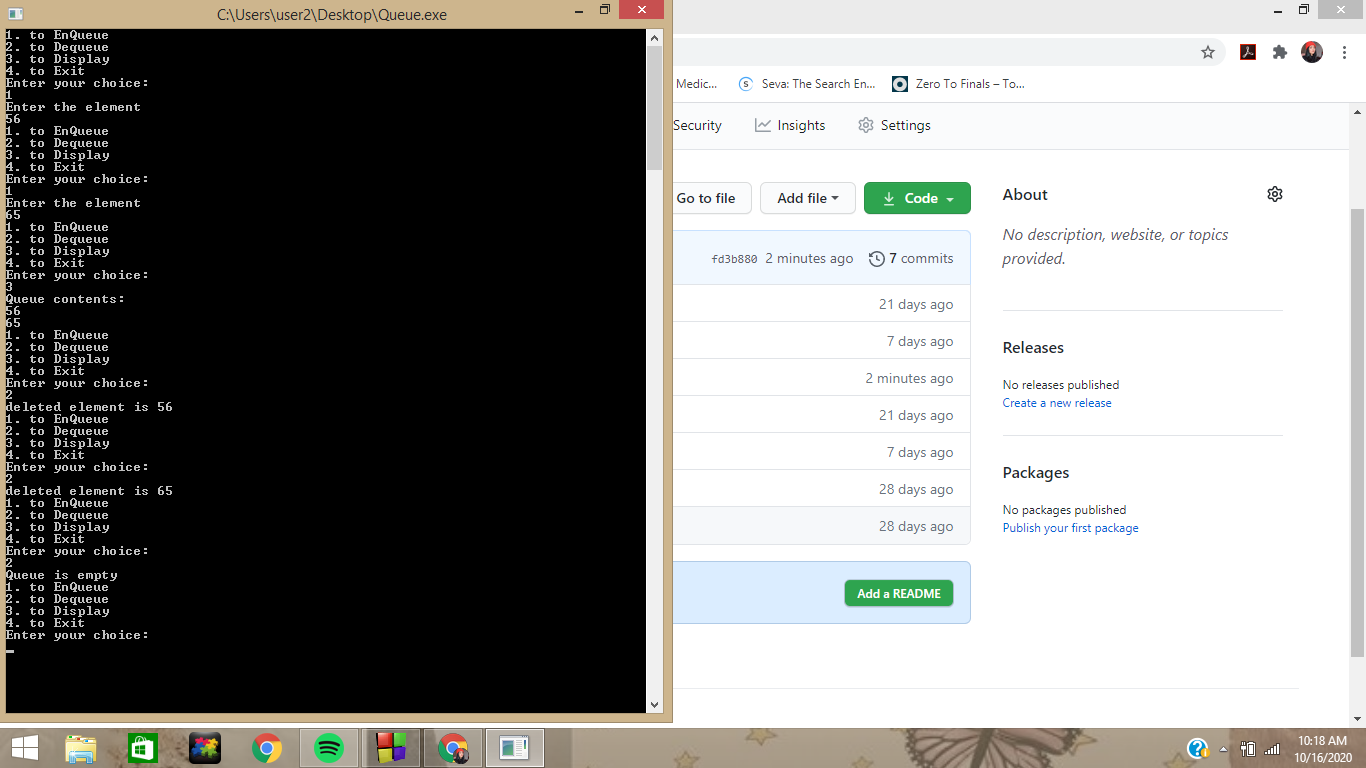 C:\Users\user2\Desktop\Queue.exe
1. to EnQueue
2. to Dequeue
3. to Display
4. to Exit
Enter your choice:
1
Enter the element
56
1. to EnQueue
2. to Dequeue
3. to Display
4. to Exit
Enter your choice:
1
Enter the element
65
1. to EnQueue
2. to Dequeue
3. to Display
4. to Exit
Enter your choice:
3
Queue contents:
56
65
1. to EnQueue
2. to Dequeue
3. to Display
4. to Exit
Enter your choice:
2
deleted element is 56
1. to EnQueue
2. to Dequeue
3. to Display
4. to Exit
Enter your choice:
2
deleted element is 65
1. to EnQueue
2. to Dequeue
3. to Display
4. to Exit
Enter your choice:
2
Queue is empty
1. to EnQueue
2. to Dequeue
3. to Display
4. to Exit
Enter your choice:
Medic... Seva: The Search En... Zero To Finals – To...
Security Insights Settings
Go to file Add file Code
fd3b880 2 minutes ago 7 commits
21 days ago
7 days ago
2 minutes ago
21 days ago
7 days ago
28 days ago
28 days ago
Add a README
About
No description, website, or topics
provided.
Releases
No releases published
Create a new release
Packages
No packages published
Publish your first package
10:18 AM
10/16/2020